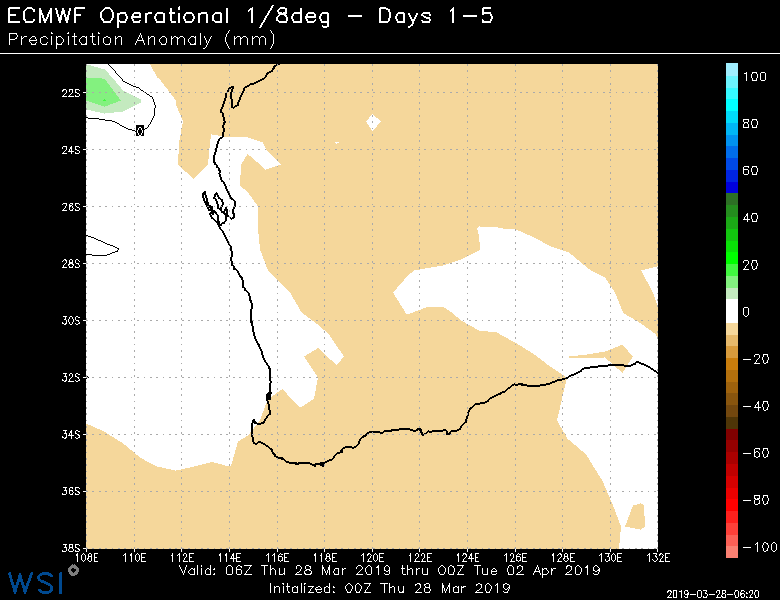 ECMWF Operational 1/8deg – Days 1–5
Precipitation Anomaly (mm)
22S
24S
26S
28S
30S
32S
34S
36S
38S
0
108E 110E 112E 114E 116E 118E 120E 122E 124E 126E 128E 130E 132E
100
80
60
40
20
0
−20
−40
−60
−80
−100
Valid: 06Z Thu 28 Mar 2019 thru 00Z Tue 02 Apr 2019
Initalized: 00Z Thu 28 Mar 2019
WSI
2019-03-28-06:20